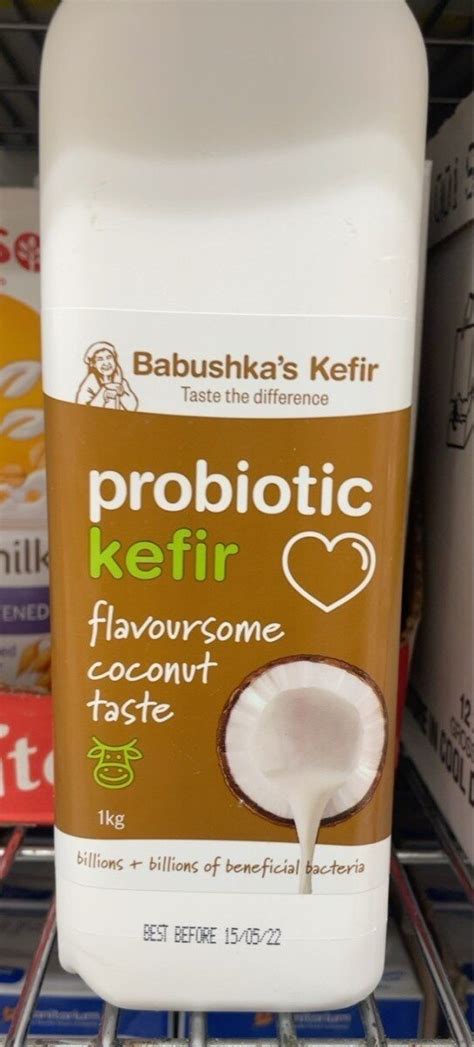 Babushka's Kefir
Taste the difference
probiotic
kefir
flavoursome
coconut
taste
1kg
billions + billions of beneficial bacteria
BEST BEFORE 15/05/22